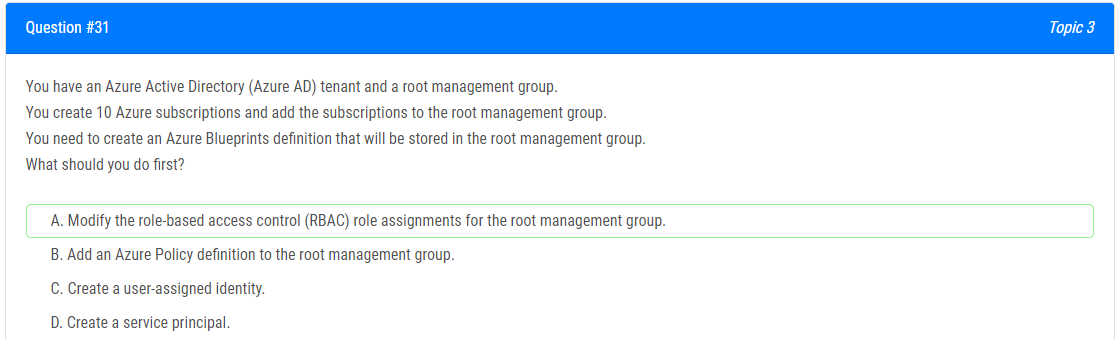 Question #31
Topic 3
You have an Azure Active Directory (Azure AD) tenant and a root management group.
You create 10 Azure subscriptions and add the subscriptions to the root management group.
You need to create an Azure Blueprints definition that will be stored in the root management group.
What should you do first?
A. Modify the role-based access control (RBAC) role assignments for the root management group.
B. Add an Azure Policy definition to the root management group.
C. Create a user-assigned identity.
D. Create a service principal.